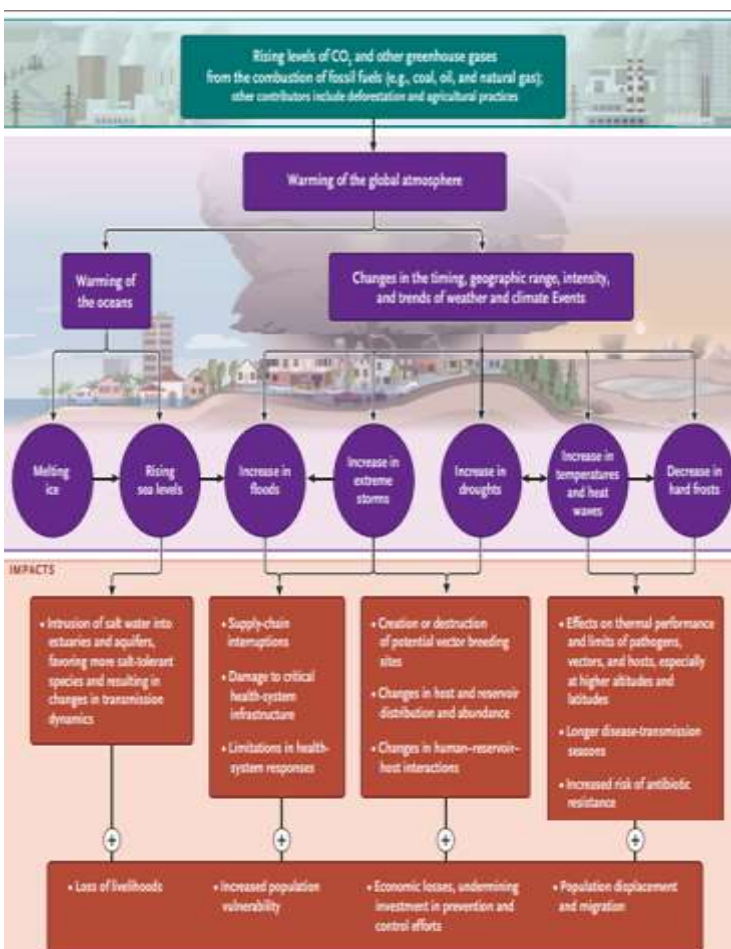 Rising levels of CO₂ and other greenhouse gases
from the combustion of fossil fuels (e.g., coal, oil, and natural gas);
other contributors include deforestation and agricultural practices
Warming of the global atmosphere
Warming of
the oceans
Changes in the timing, geographic range, intensity,
and trends of weather and climate Events
Melting
ice
Rising
sea levels
Increase in
floods
Increase in
extreme
storms
Increase in
droughts
Increase in
temperatures
and heat
waves
Decrease in
hard frosts
IMPACTS
• Intrusion of salt water into
estuaries and aquifers,
favoring more salt-tolerant
species and resulting in
changes in transmission
dynamics
• Supply-chain
interruptions
• Damage to critical
health-system
infrastructure
• Limitations in health-
system responses
• Creation or destruction
of potential vector breeding
sites
• Changes in host and reservoir
distribution and abundance
• Changes in human–reservoir–
host interactions
• Effects on thermal performance
and limits of pathogens,
vectors, and hosts, especially
at higher altitudes and
latitudes
• Longer disease-transmission
seasons
• Increased risk of antibiotic
resistance
+
+
+
+
• Loss of livelihoods
• Increased population
vulnerability
• Economic losses, undermining
investment in prevention and
control efforts
• Population displacement
and migration